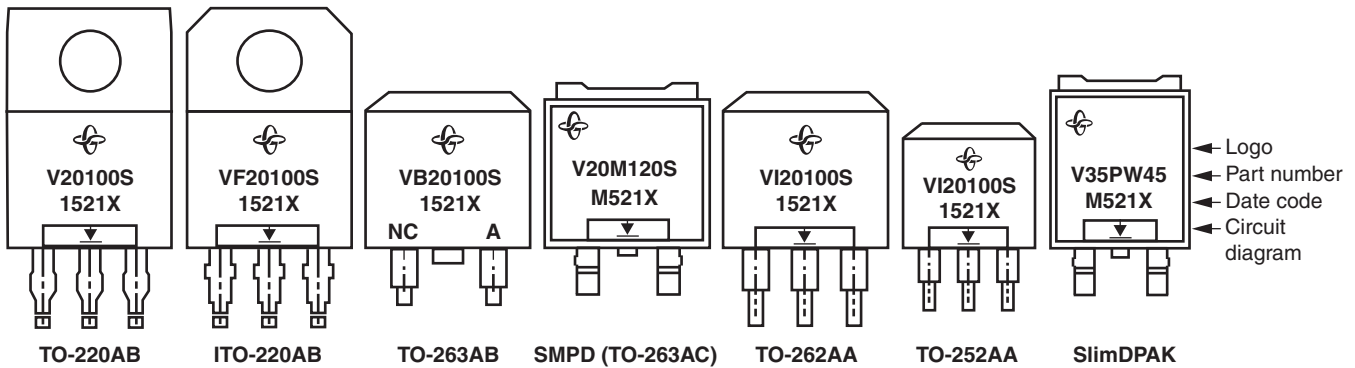 V20100S
1521X
TO-220AB
VF20100S
1521X
ITO-220AB
VB20100S
1521X
NC A
TO-263AB
V20M120S
M521X
SMPD (TO-263AC)
VI20100S
1521X
TO-262AA
VI20100S
1521X
TO-252AA
V35PW45
M521X
SlimDPAK
Logo
Part number
Date code
Circuit
diagram